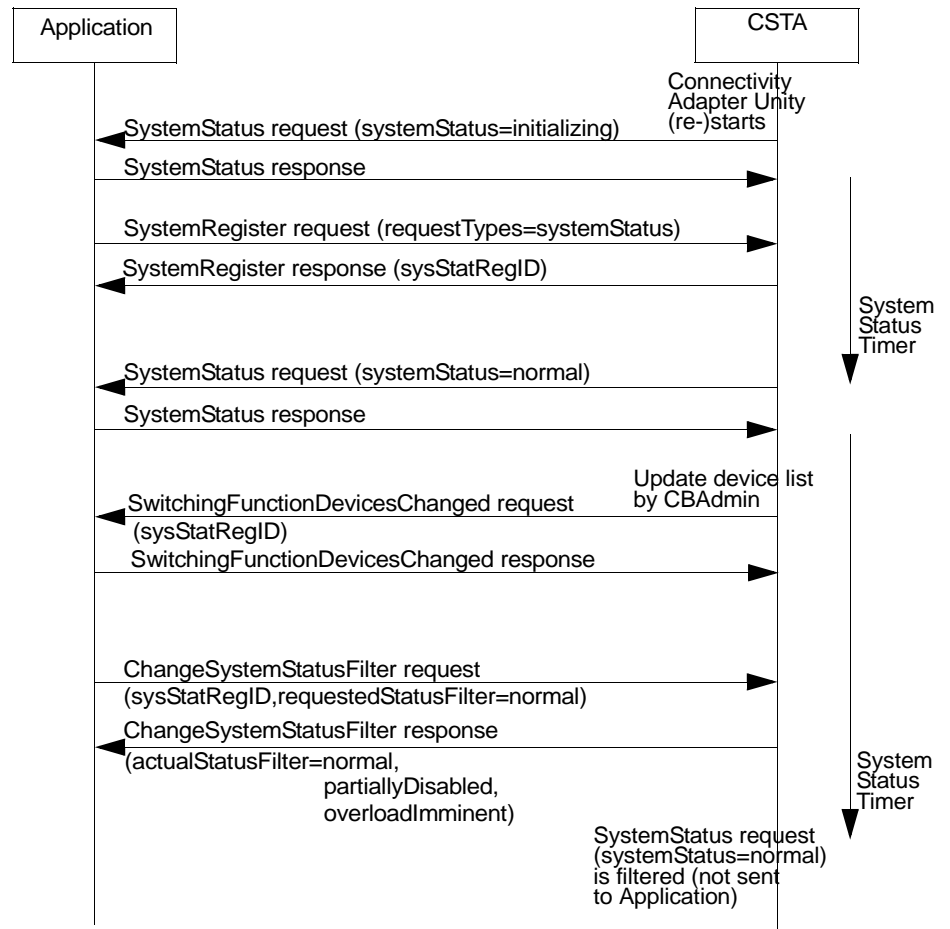 Application
CSTA
Connectivity
Adapter Unity
(re-)starts
SystemStatus request (systemStatus=initializing)
SystemStatus response
SystemRegister request (requestTypes=systemStatus)
SystemRegister response (sysStatRegID)
System
Status
Timer
SystemStatus request (systemStatus=normal)
SystemStatus response
Update device list
by CBAdmin
SwitchingFunctionDevicesChanged request
(sysStatRegID)
SwitchingFunctionDevicesChanged response
ChangeSystemStatusFilter request
(sysStatRegID,requestedStatusFilter=normal)
ChangeSystemStatusFilter response
(actualStatusFilter=normal,
partiallyDisabled,
overloadImminent)
System
Status
Timer
SystemStatus request
(systemStatus=normal)
is filtered (not sent
to Application)